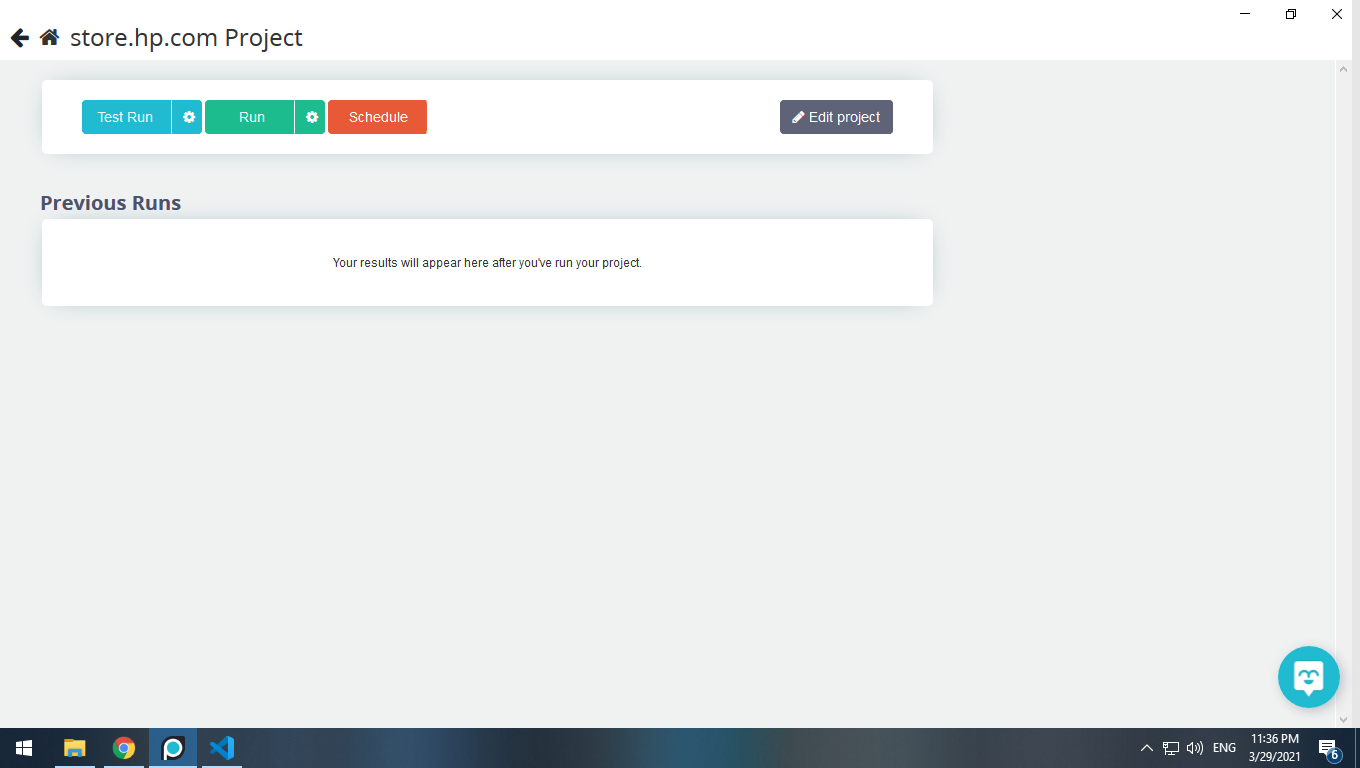 store.hp.com Project
Test Run
Run
Schedule
Edit project
Previous Runs
Your results will appear here after you've run your project.
ENG
11:36 PM
3/29/2021
6